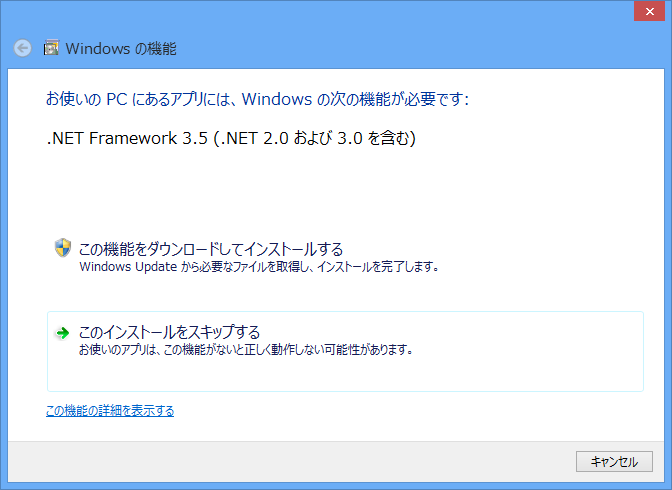 Windows の機能
お使いの PC にあるアプリには、Windows の次の機能が必要です:
.NET Framework 3.5 (.NET 2.0 および 3.0 を含む)
この機能をダウンロードしてインストールする
Windows Update から必要なファイルを取得し、インストールを完了します。
このインストールをスキップする
お使いのアプリは、この機能がないと正しく動作しない可能性があります。
この機能の詳細を表示する
キャンセル